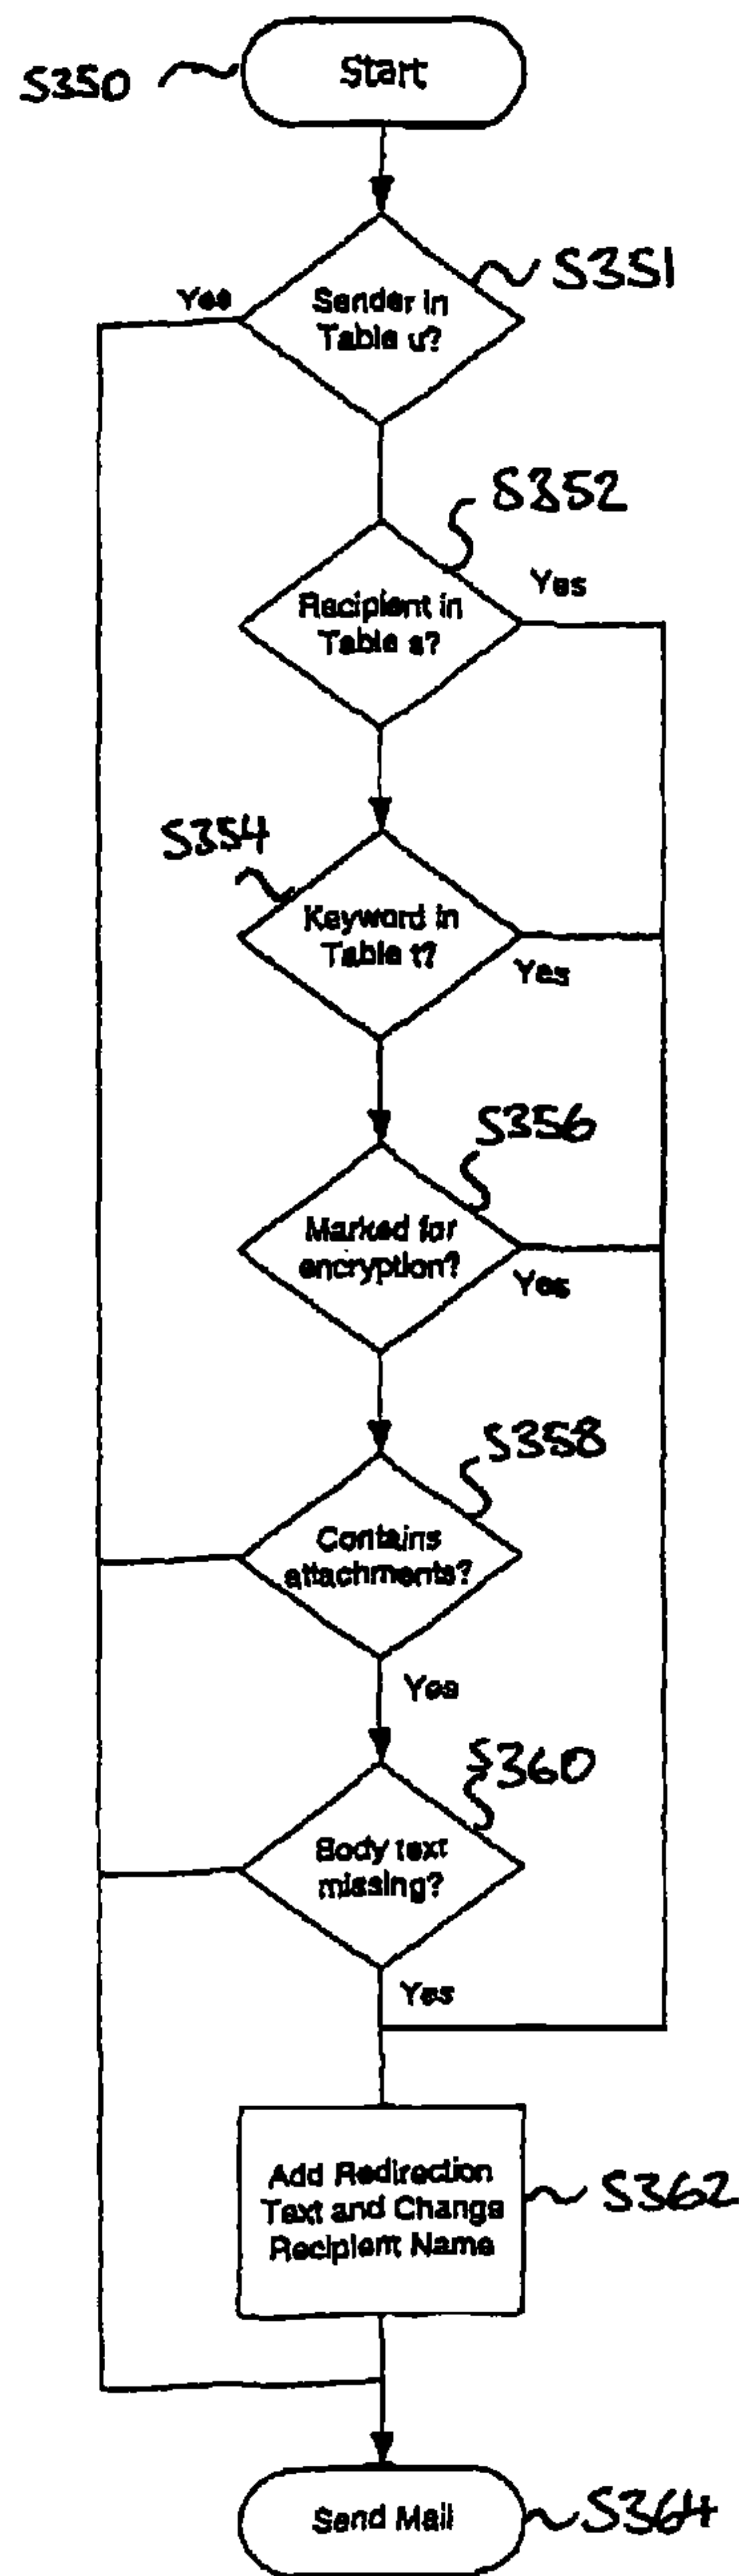 Start
S350
Sender in
Table u?
S351
Yes
Recipient in
Table s?
S352
Yes
Keyword in
Table t?
S354
Yes
Marked for
encryption?
S356
Yes
Contains
attachments?
S358
Yes
Body text
missing?
S360
Yes
Add Redirection
Text and Change
Recipient Name
S362
Send Mail
S364